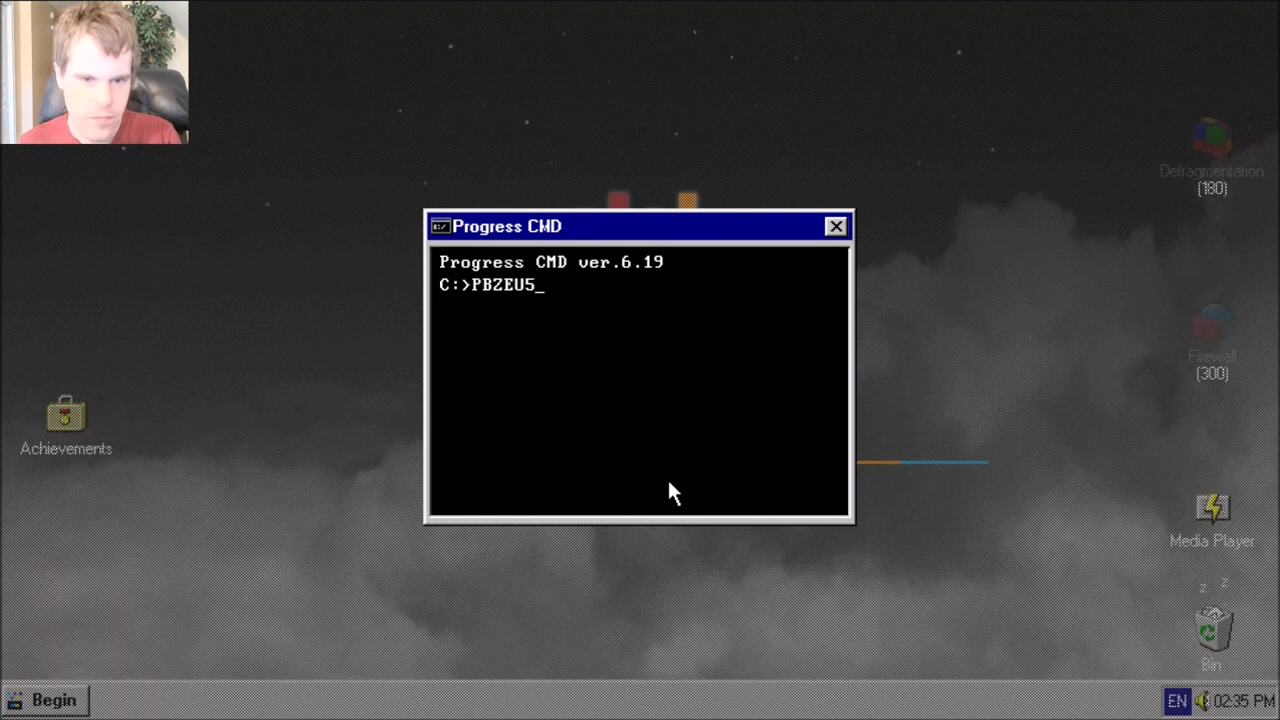 Progress CMD
Progress CMD ver.6.19
C:>PBZEU5_
Defragmentation
(180)
Firewall
(300)
Achievements
Media Player
z z
Bin
Begin
EN
02:35 PM